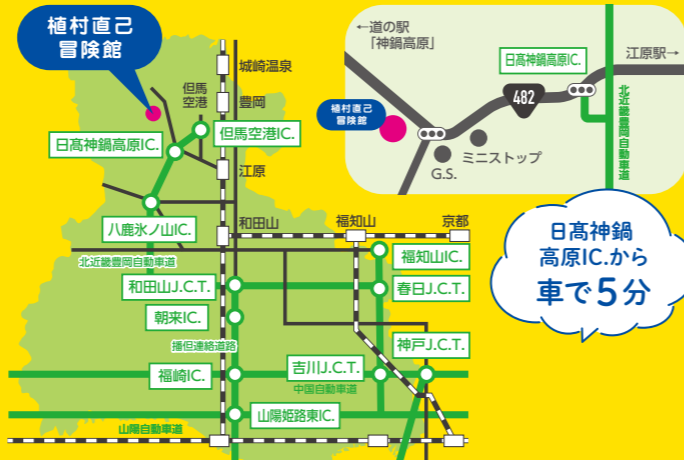 植村直己
冒険館
城崎温泉
但馬
空港
豊岡
但馬空港IC.
日髙神鍋高原IC.
江原
八鹿氷ノ山IC.
和田山
福知山
京都
北近畿豊岡自動車道
福知山IC.
和田山J.C.T.
春日J.C.T.
朝来IC.
播但連絡道路
神戸J.C.T.
福崎IC.
吉川J.C.T.
中国自動車道
山陽姫路東IC.
山陽自動車道
←道の駅
「神鍋高原」
日髙神鍋高原IC.
江原駅→
482
北近畿豊岡自動車道
植村直己
冒険館
ミニストップ
G.S.
日髙神鍋
高原IC.から
車で5分